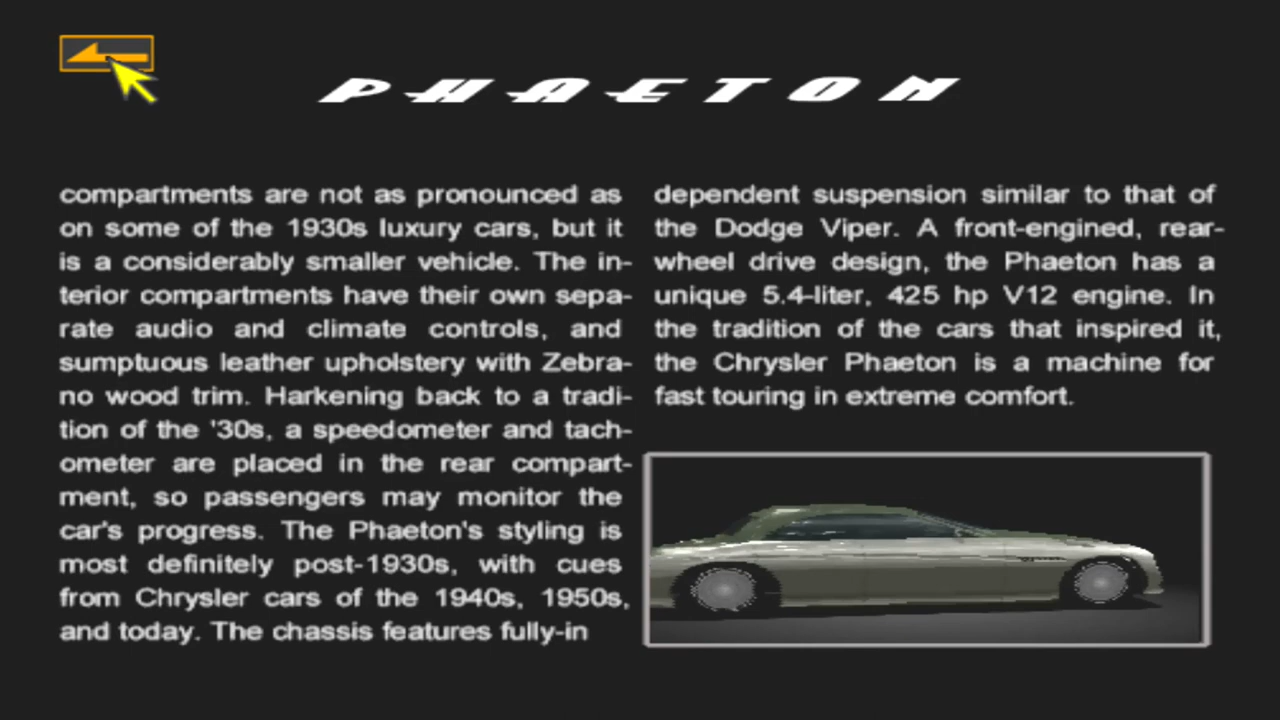 PHAETON
compartments are not as pronounced as
on some of the 1930s luxury cars, but it
is a considerably smaller vehicle. The in-
terior compartments have their own sepa-
rate audio and climate controls, and
sumptuous leather upholstery with Zebra-
no wood trim. Harkening back to a tradi-
tion of the '30s, a speedometer and tach-
ometer are placed in the rear compart-
ment, so passengers may monitor the
car's progress. The Phaeton's styling is
most definitely post-1930s, with cues
from Chrysler cars of the 1940s, 1950s,
and today. The chassis features fully-in
dependent suspension similar to that of
the Dodge Viper. A front-engined, rear-
wheel drive design, the Phaeton has a
unique 5.4-liter, 425 hp V12 engine. In
the tradition of the cars that inspired it,
the Chrysler Phaeton is a machine for
fast touring in extreme comfort.